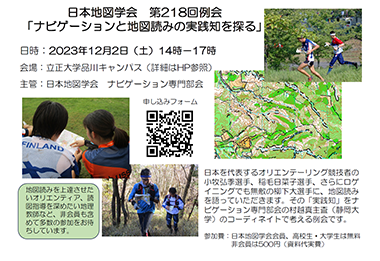 日本地図学会　第218回例会
「ナビゲーションと地図読みの実践知を探る」
日時：2023年12月2日（土）14時－17時
会場：立正大学品川キャンパス（詳細はHP参照）
主管：日本地図学会　ナビゲーション専門部会
申し込みフォーム
FINLAND
地図読みを上達させたいオリエンティア、読図指導を深めたい地理教師など、非会員も含めて多数の参加をお待ちしています。
日本を代表するオリエンテーリング競技者の
小牧弘季選手、稲毛日菜子選手、さらにロゲ
イニングでも無敵の柳下大選手に、地図読み
を語っていただきます。その「実践知」をナ
ビゲーション専門部会の村越真主査（静岡大
学）のコーディネイトで考える例会です。
参加費：日本地図学会会員、高校生・大学生は無料
非会員は500円（資料代実費）